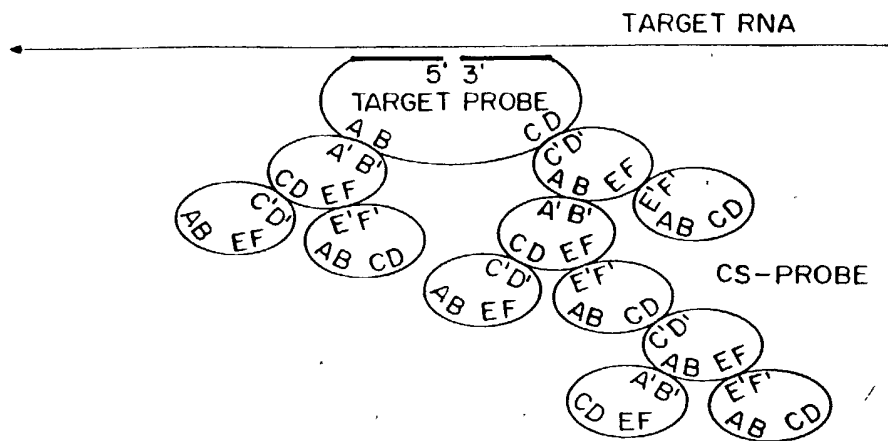 TARGET RNA
5' 3'
TARGET PROBE
AB CD
A'B' C'D'
CD EF AB EF E'F'
C'D' A'B' AB CD
AB EF E'F' CD EF
AB CD C'D' E'F' CS-PROBE
AB EF AB CD
C'D'
AB EF
A'B' E'F'
CD EF AB CD